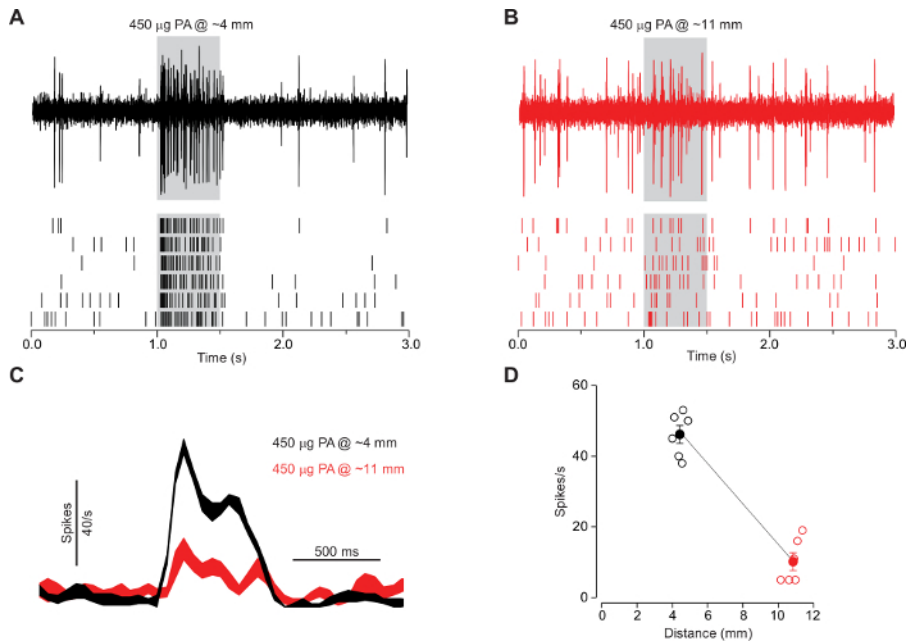 A
450 µg PA @ ~4 mm
0.0 1.0 2.0 3.0
Time (s)
B
450 µg PA @ ~11 mm
0.0 1.0 2.0 3.0
Time (s)
C
450 µg PA @ ~4 mm
450 µg PA @ ~11 mm
Spikes
40/s
500 ms
D
60
40
20
0
Spikes/s
0 2 4 6 8 10 12
Distance (mm)